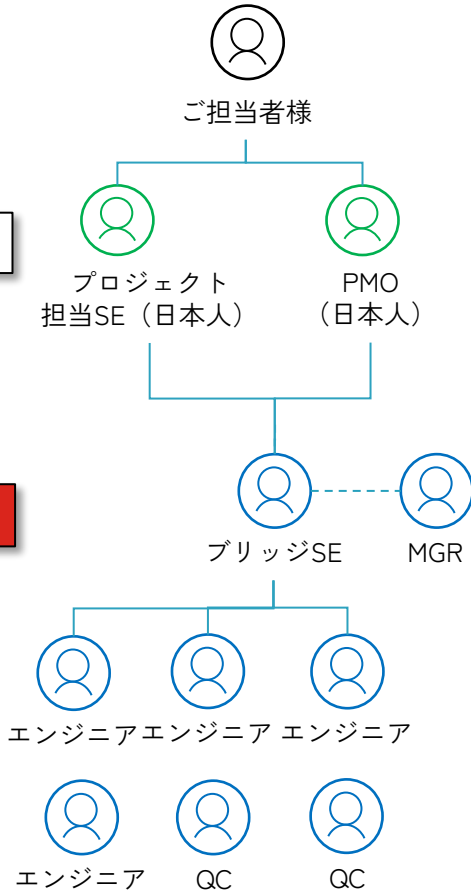 ご担当者様
プロジェクト
担当SE（日本人）
PMO
（日本人）
ブリッジSE
MGR
エンジニア
エンジニア
エンジニア
エンジニア
QC
QC